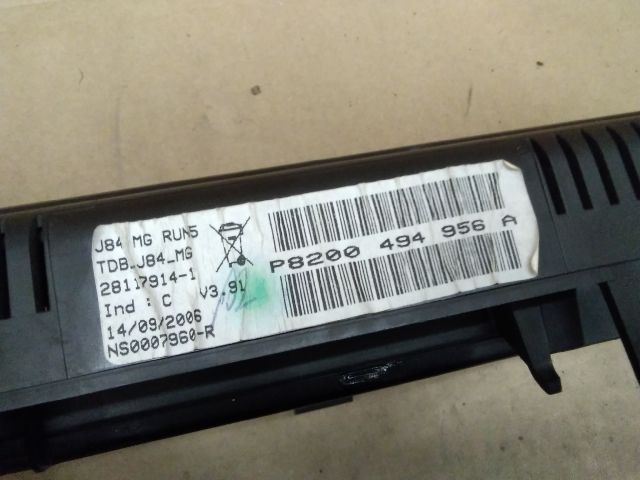 J84 MG RUN5
TDB_J84_MG
28117914-1
Ind : C V3.91
14/09/2006
NS0007960-R
P8200 494 956 A